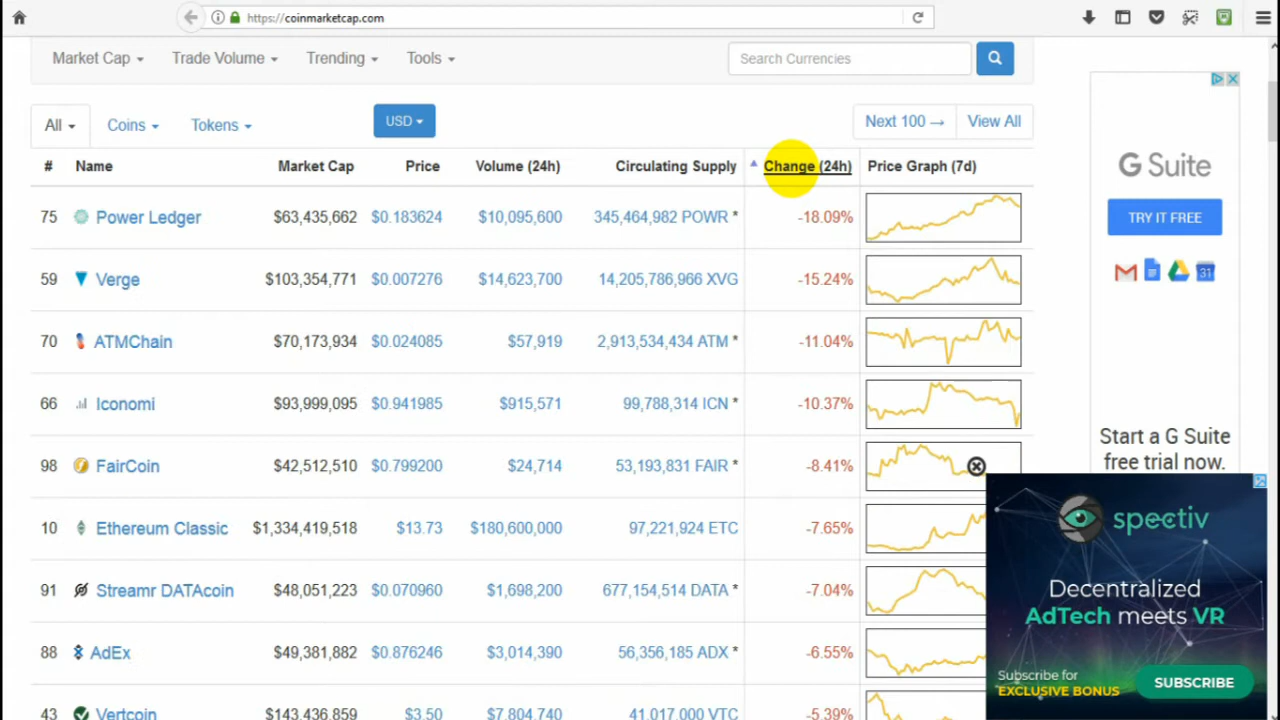 https://coinmarketcap.com
Market Cap Trade Volume Trending Tools Search Currencies
All Coins Tokens USD Next 100 → View All
# Name Market Cap Price Volume (24h) Circulating Supply Change (24h) Price Graph (7d)
75 Power Ledger $63,435,662 $0.183624 $10,095,600 345,464,982 POWR * -18.09%
59 Verge $103,354,771 $0.007276 $14,623,700 14,205,786,966 XVG -15.24%
70 ATMChain $70,173,934 $0.024085 $57,919 2,913,534,434 ATM * -11.04%
66 Iconomi $93,999,095 $0.941985 $915,571 99,788,314 ICN * -10.37%
98 FairCoin $42,512,510 $0.799200 $24,714 53,193,831 FAIR * -8.41%
10 Ethereum Classic $1,334,419,518 $13.73 $180,600,000 97,221,924 ETC -7.65%
91 Streamr DATAcoin $48,051,223 $0.070960 $1,698,200 677,154,514 DATA * -7.04%
88 AdEx $49,381,882 $0.876246 $3,014,390 56,356,185 ADX * -6.55%
43 Vertcoin $143,436,859 $3.50 $7,804,740 41,017,000 VTC -5.39%
G Suite
TRY IT FREE
31
Start a G Suite
free trial now.
spectiv
Decentralized
AdTech meets VR
Subscribe for
EXCLUSIVE BONUS
SUBSCRIBE